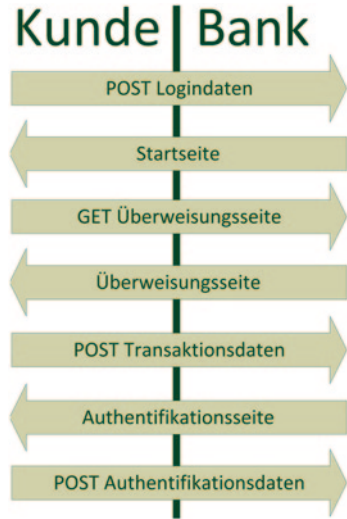 Kunde Bank
POST Logindaten
Startseite
GET Überweisungsseite
Überweisungsseite
POST Transaktionsdaten
Authentifikationsseite
POST Authentifikationsdaten